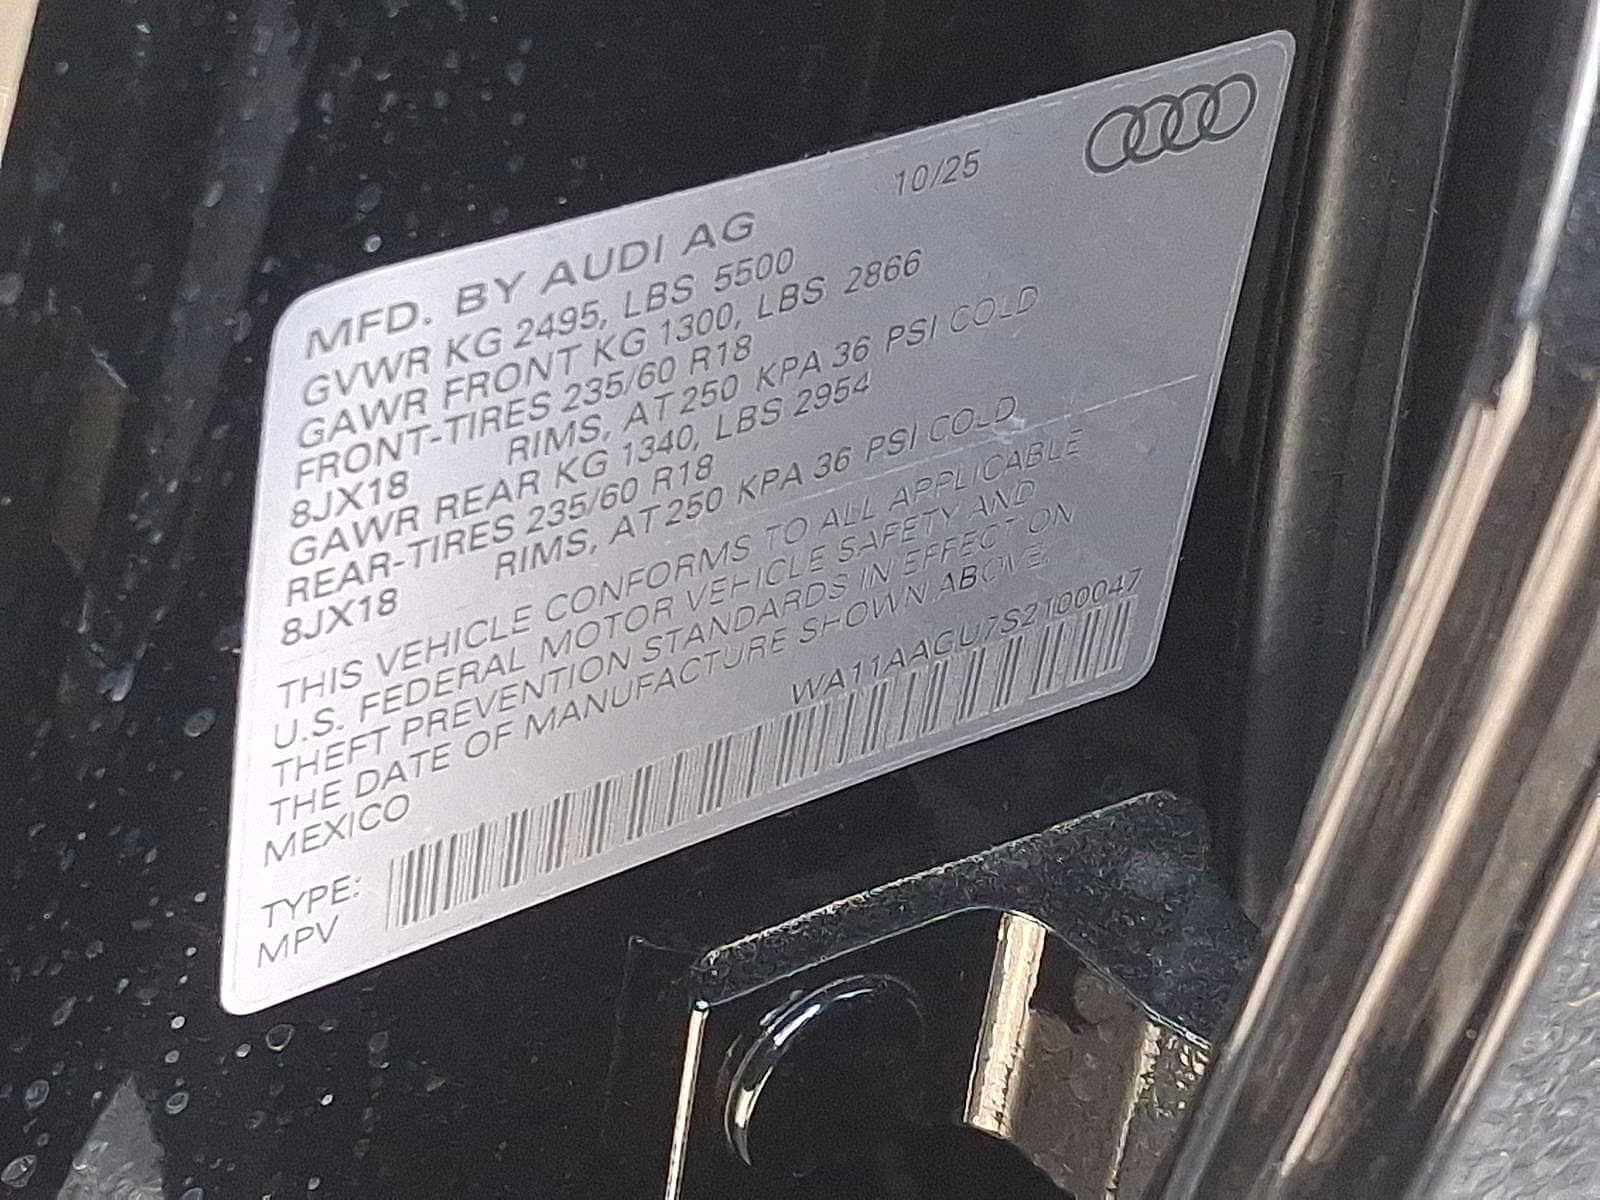 10/25
MFD. BY AUDI AG
GVWR KG 2495, LBS 5500
GAWR FRONT KG 1300, LBS 2866
FRONT-TIRES 235/60 R18
8JX18 RIMS, AT 250 KPA 36 PSI COLD
GAWR REAR KG 1340, LBS 2954
REAR-TIRES 235/60 R18
8JX18 RIMS, AT 250 KPA 36 PSI COLD
THIS VEHICLE CONFORMS TO ALL APPLICABLE
U.S. FEDERAL MOTOR VEHICLE SAFETY AND
THEFT PREVENTION STANDARDS IN EFFECT ON
THE DATE OF MANUFACTURE SHOWN ABOVE.
MEXICO
WA11AAGU7S2100047
TYPE:
MPV